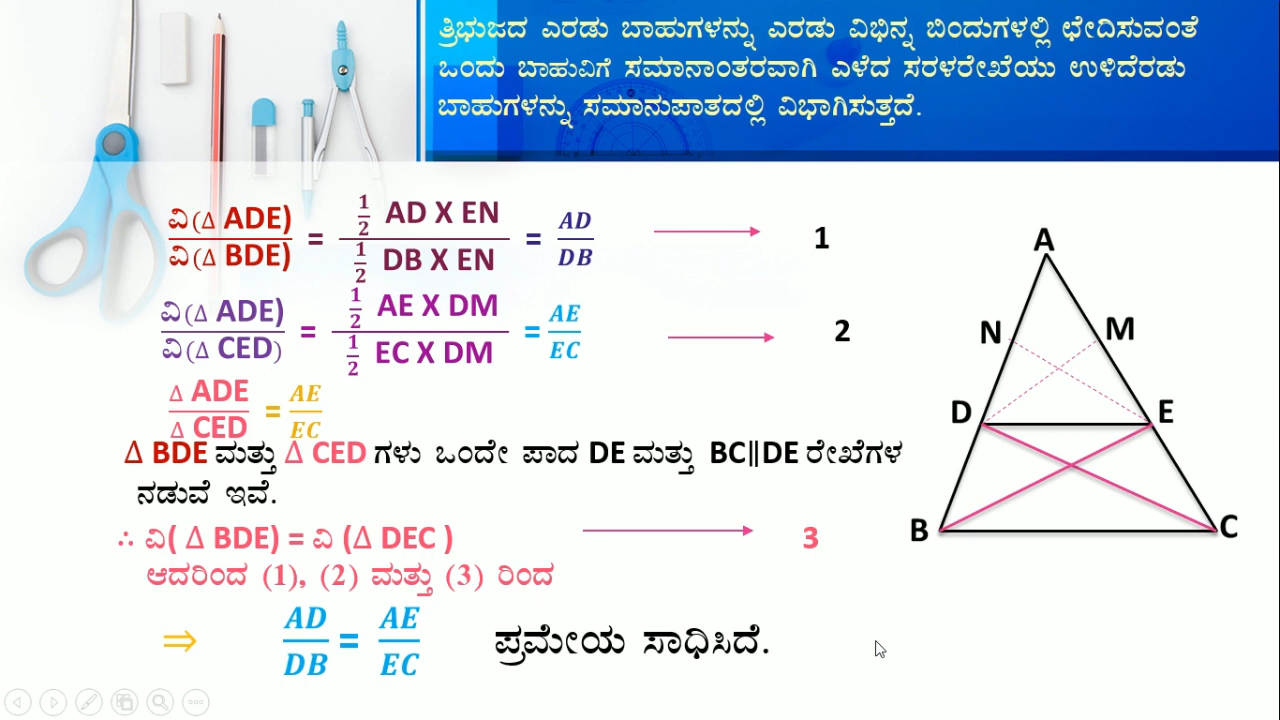 ತ್ರಿಭುಜದ ಎರಡು ಬಾಹುಗಳನ್ನು ಎರಡು ವಿಭಿನ್ನ ಬಿಂದುಗಳಲ್ಲಿ ಛೇದಿಸುವಂತೆ
ಒಂದು ಬಾಹುವಿಗೆ ಸಮಾನಾಂತರವಾಗಿ ಎಳೆದ ಸರಳರೇಖೆಯು ಉಳಿದೆರಡು
ಬಾಹುಗಳನ್ನು ಸಮಾನುಪಾತದಲ್ಲಿ ವಿಭಾಗಿಸುತ್ತದೆ.
ವಿ(Δ ADE)/ವಿ(Δ BDE) = 1/2 AD X EN / 1/2 DB X EN = AD/DB 1
ವಿ(Δ ADE)/ವಿ(Δ CED) = 1/2 AE X DM / 1/2 EC X DM = AE/EC 2
Δ ADE/Δ CED = AE/EC
Δ BDE ಮತ್ತು Δ CED ಗಳು ಒಂದೇ ಪಾದ DE ಮತ್ತು BC∥DE ರೇಖೆಗಳ
ನಡುವೆ ಇವೆ.
∴ ವಿ( Δ BDE) = ವಿ (Δ DEC ) 3
ಆದರಿಂದ (1), (2) ಮತ್ತು (3) ರಿಂದ
⇒ AD/DB = AE/EC ಪ್ರಮೇಯ ಸಾಧಿಸಿದೆ.
A
N M
D E
B C